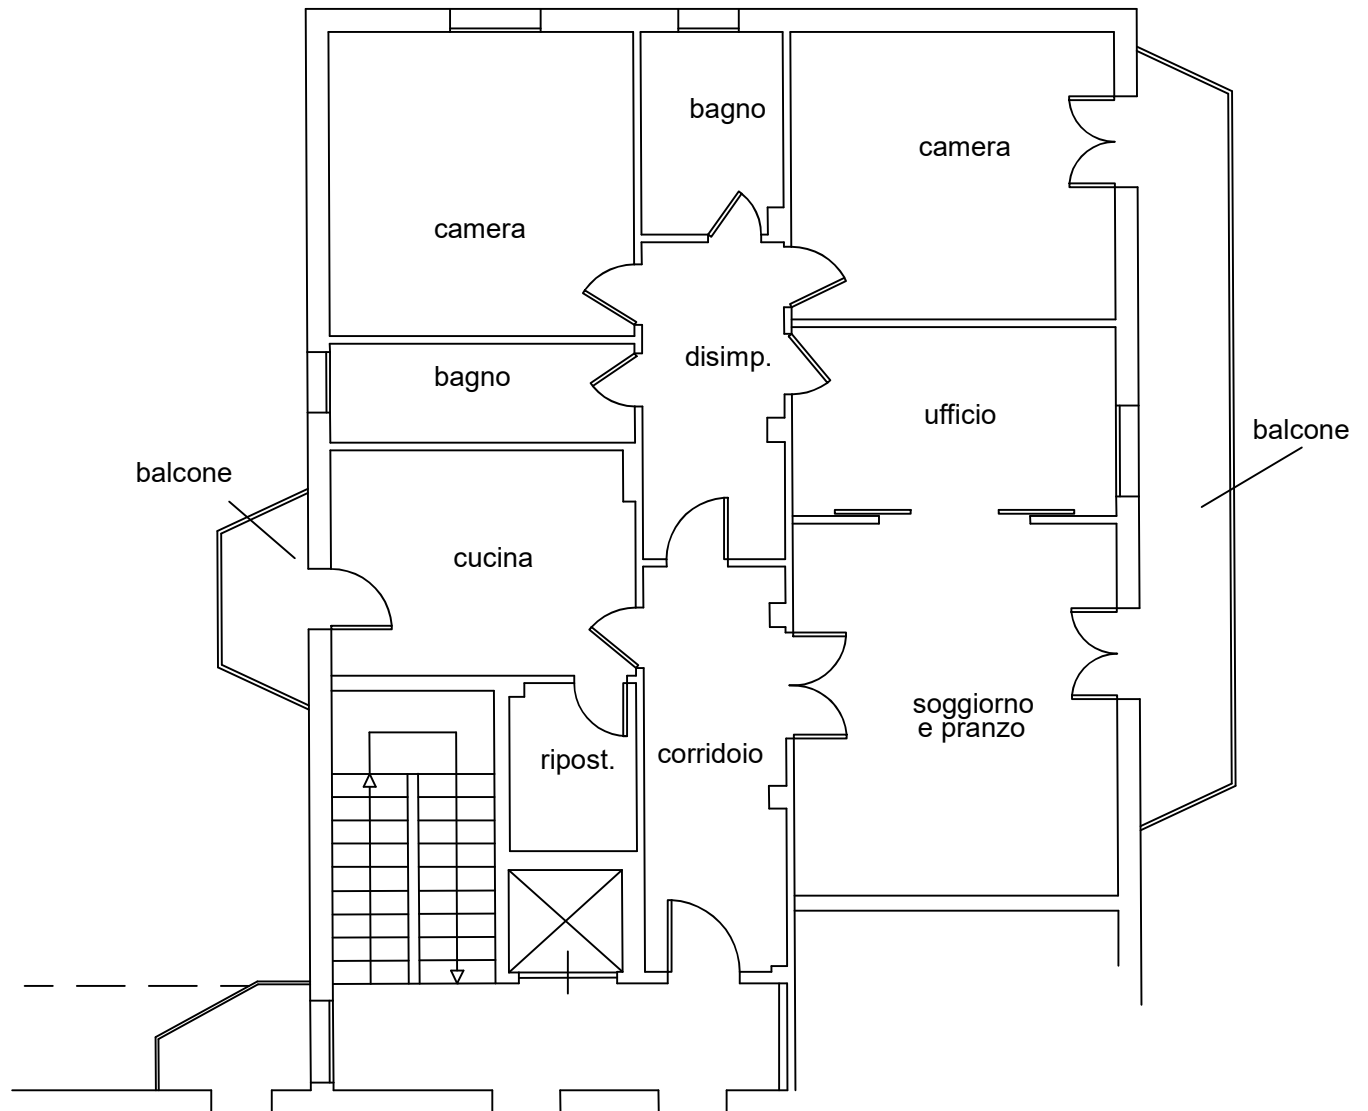 bagno
camera
camera
disimp.
bagno
ufficio
balcone
balcone
cucina
soggiorno
e pranzo
ripost.
corridoio